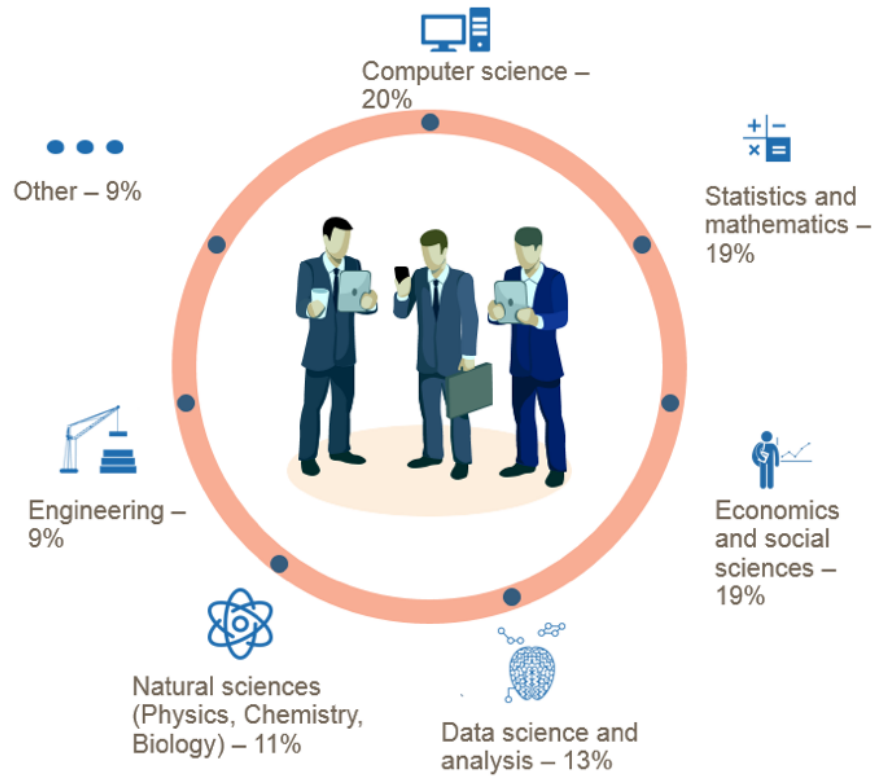 Computer science –
20%
Statistics and
mathematics –
19%
Economics
and social
sciences –
19%
Data science and
analysis – 13%
Natural sciences
(Physics, Chemistry,
Biology) – 11%
Engineering –
9%
Other – 9%